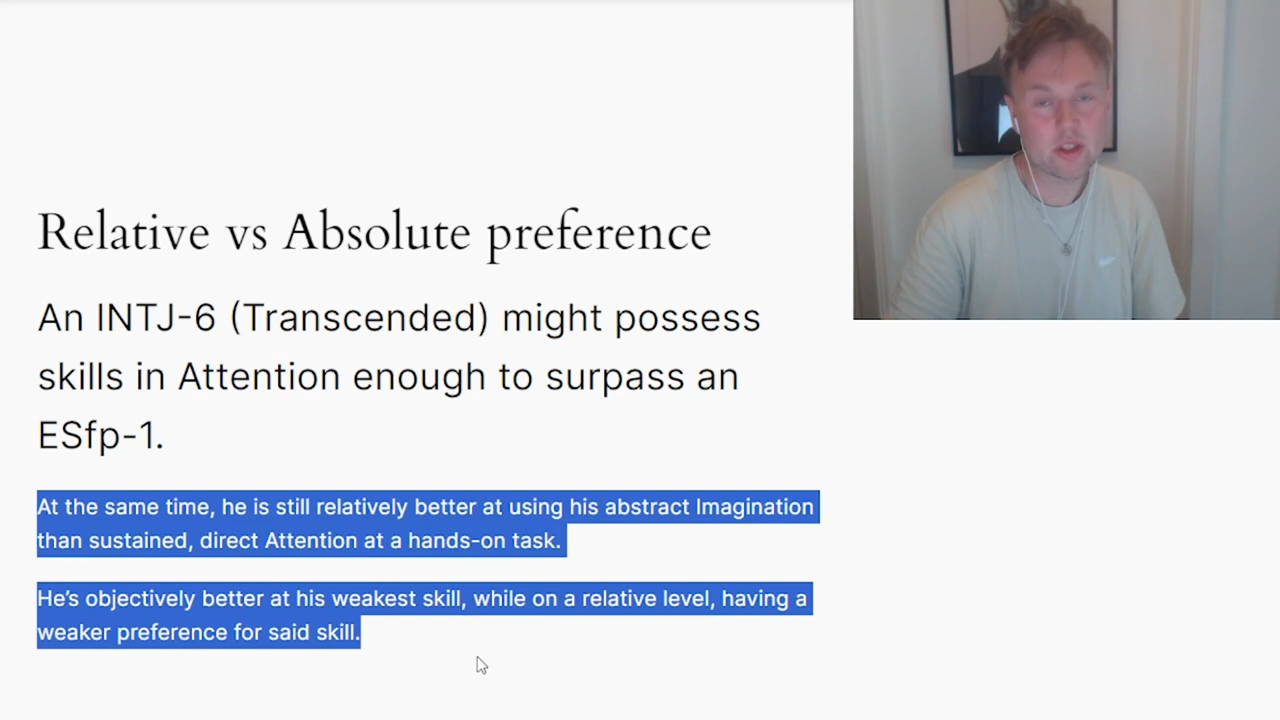 Relative vs Absolute preference
An INTJ-6 (Transcended) might possess
skills in Attention enough to surpass an
ESfp-1.
At the same time, he is still relatively better at using his abstract Imagination
than sustained, direct Attention at a hands-on task.
He’s objectively better at his weakest skill, while on a relative level, having a
weaker preference for said skill.